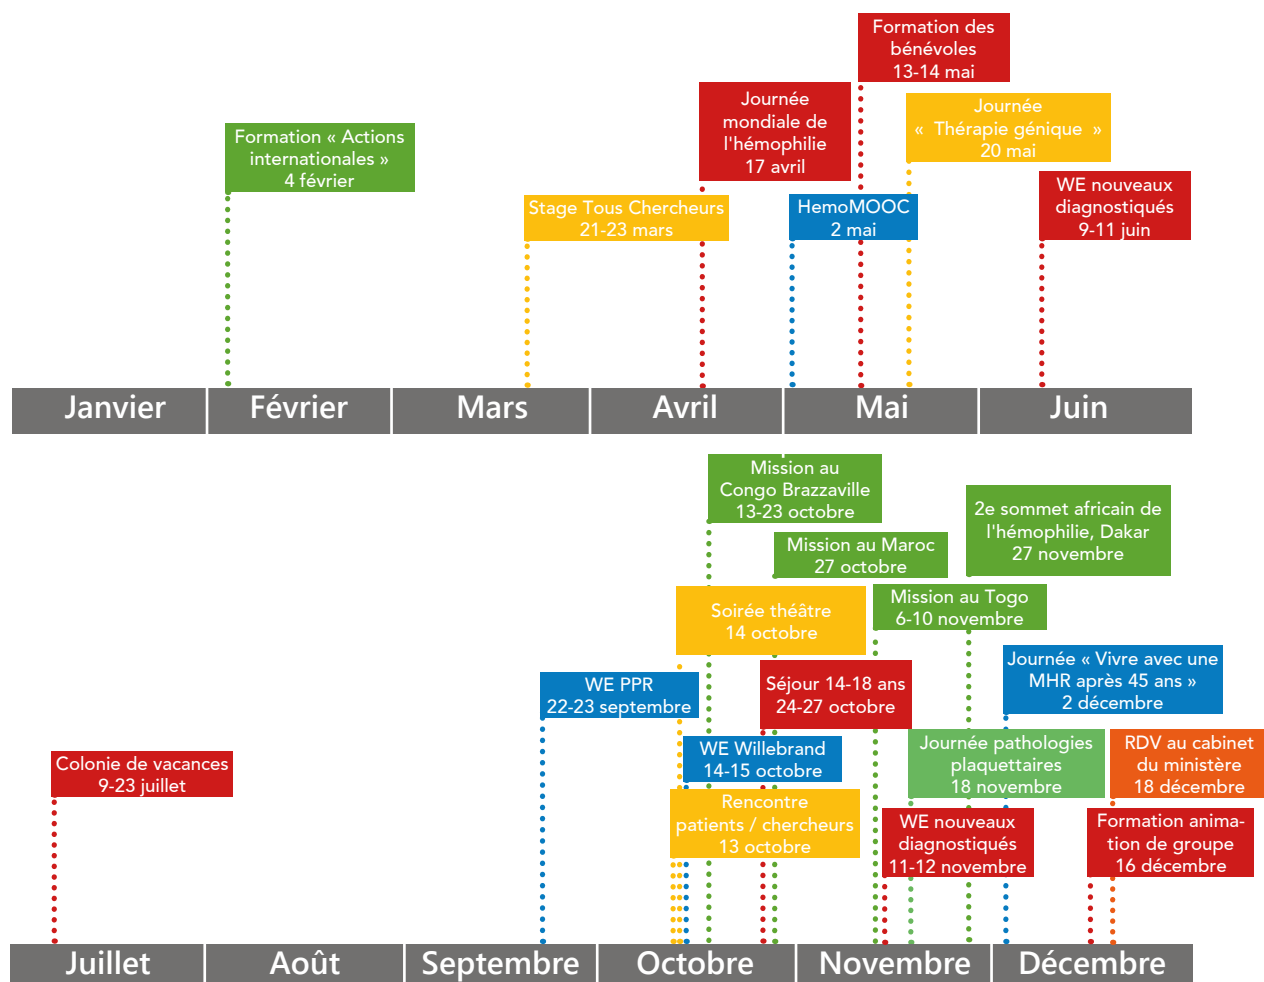 Formation des
bénévoles
13-14 mai
Journée
mondiale de
l'hémophilie
17 avril
Journée
« Thérapie génique »
20 mai
Formation « Actions
internationales »
4 février
WE nouveaux
diagnostiqués
9-11 juin
Stage Tous Chercheurs
21-23 mars
HemoMOOC
2 mai
Janvier
Février
Mars
Avril
Mai
Juin
Mission au
Congo Brazzaville
13-23 octobre
2e sommet africain de
l'hémophilie, Dakar
27 novembre
Mission au Maroc
27 octobre
Mission au Togo
6-10 novembre
Soirée théâtre
14 octobre
Journée « Vivre avec une
MHR après 45 ans »
2 décembre
WE PPR
22-23 septembre
Séjour 14-18 ans
24-27 octobre
Journée pathologies
plaquettaires
18 novembre
RDV au cabinet
du ministère
18 décembre
WE Willebrand
14-15 octobre
Colonie de vacances
9-23 juillet
Rencontre
patients / chercheurs
13 octobre
WE nouveaux
diagnostiqués
11-12 novembre
Formation anima-
tion de groupe
16 décembre
Juillet
Août
Septembre
Octobre
Novembre
Décembre